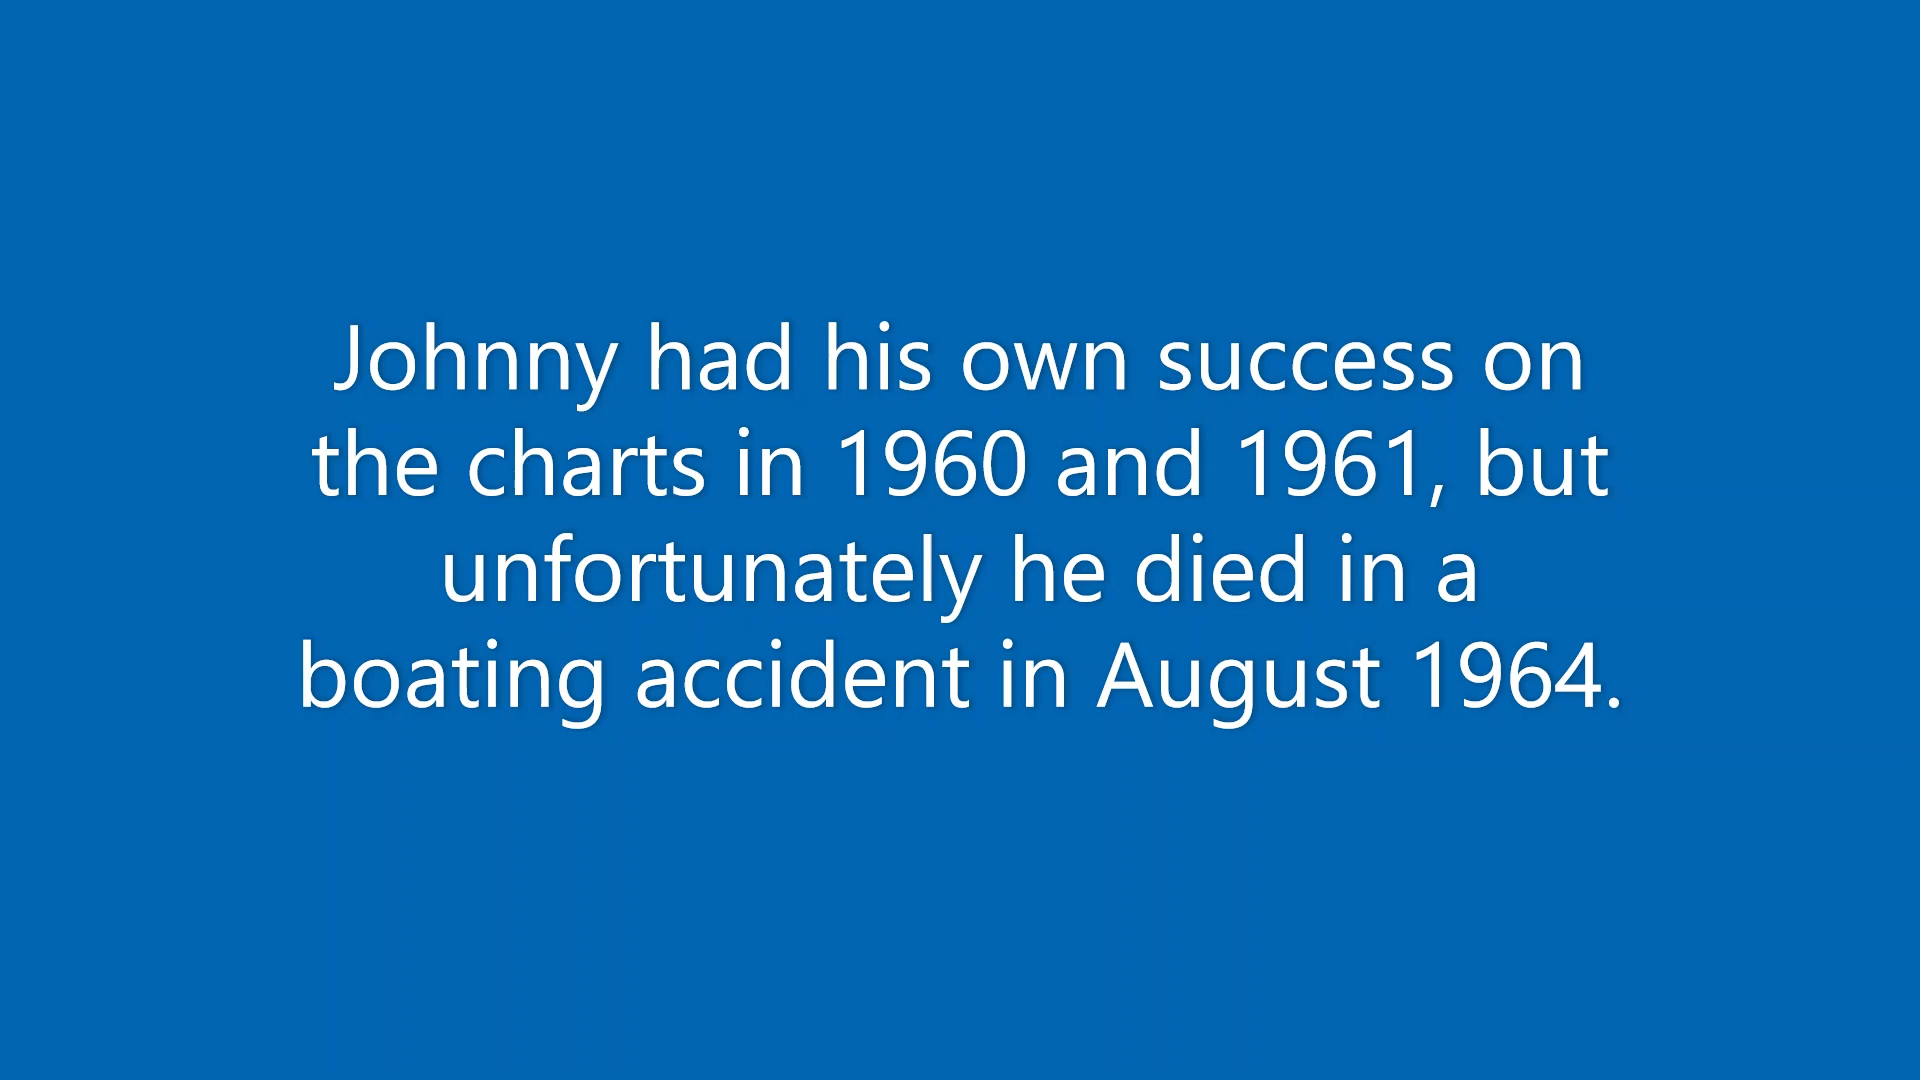 Johnny had his own success on
the charts in 1960 and 1961, but
unfortunately he died in a
boating accident in August 1964.